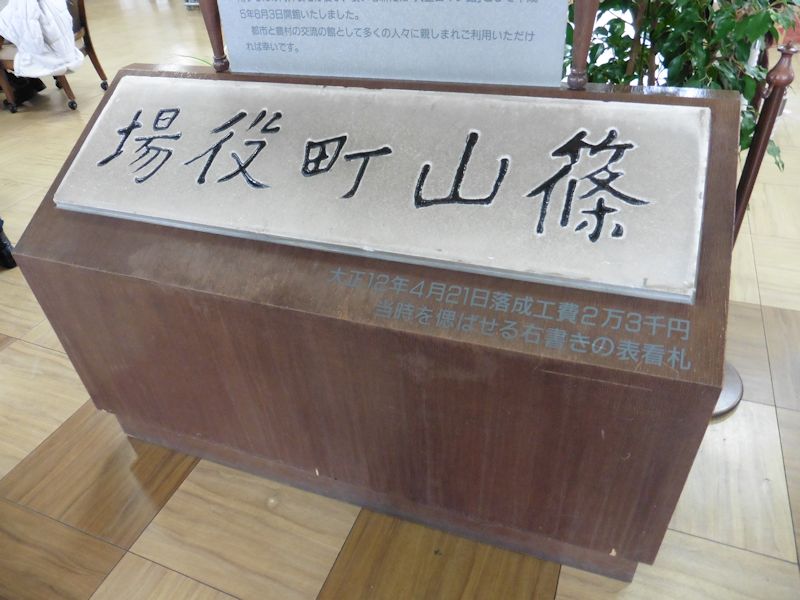 5年8月3日開館いたしました。
都市と農村の交流の館として多くの人々に親しまれご利用いただけ
れば幸いです。
場役町山篠
大正12年4月21日落成工費2万3千円
当時を偲ばせる右書きの表看札